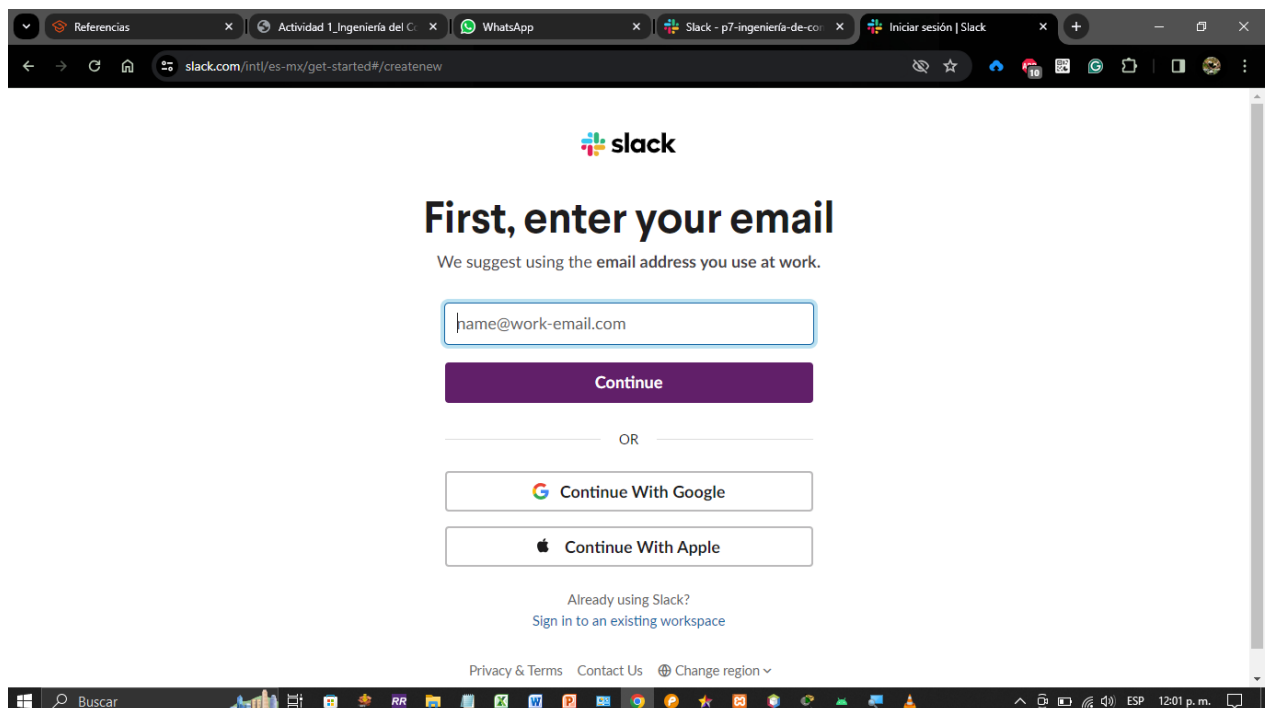 Referencias
Actividad 1_Ingeniería del C
WhatsApp
Slack - p7-ingeniería-de-con
Iniciar sesión | Slack
slack.com/intl/es-mx/get-started#/createnew
10
slack
First, enter your email
We suggest using the email address you use at work.
name@work-email.com
Continue
OR
G Continue With Google
Continue With Apple
Already using Slack?
Sign in to an existing workspace
Privacy & Terms Contact Us Change region
Buscar
RR
ESP 12:01 p. m.